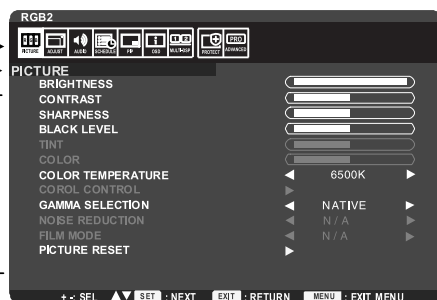 RGB2
PICTURE ADJUST AUDIO SCHEDULE PIP OSD MULTI-DSP PROTECT PRO ADVANCED
PICTURE
BRIGHTNESS
CONTRAST
SHARPNESS
BLACK LEVEL
TINT
COLOR
COLOR TEMPERATURE 6500K
COROL CONTROL
GAMMA SELECTION NATIVE
NOISE REDUCTION N / A
FILM MODE N / A
PICTURE RESET
+ -: SEL SET : NEXT EXIT : RETURN MENU : EXIT MENU